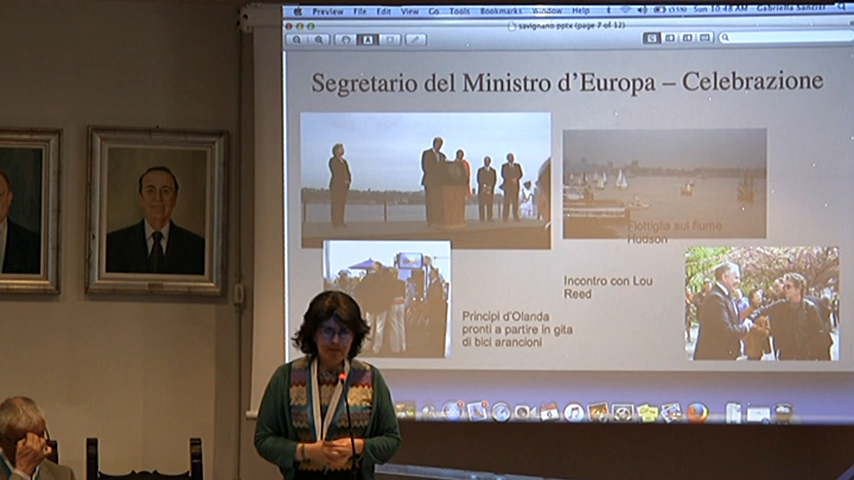 Preview File Edit View Go Tools Bookmarks Window Help Sun 10:48 AM Gabriella Sancisi
savignano.pptx (page 7 of 12)
Segretario del Ministro d'Europa – Celebrazione
Flottiglia sul fiume
Hudson
Incontro con Lou
Reed
Principi d'Olanda
pronti a partire in gita
di bici arancioni